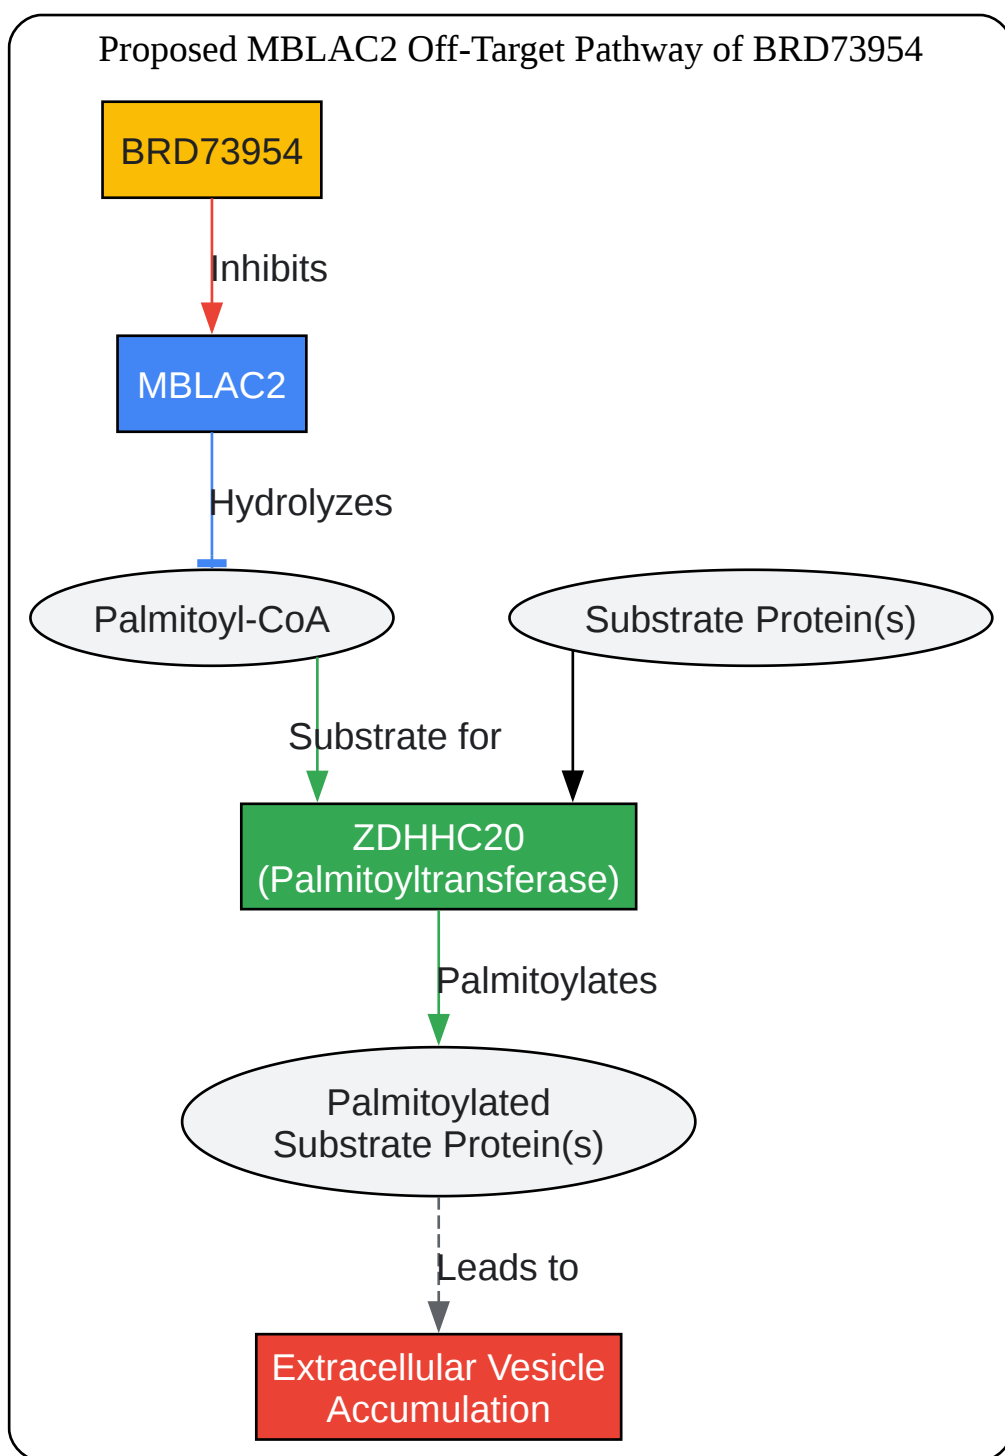 Proposed MBLAC2 Off-Target Pathway of BRD73954
BRD73954
Inhibits
MBLAC2
Hydrolyzes
Palmitoyl-CoA
Substrate Protein(s)
Substrate for
ZDHHC20
(Palmitoyltransferase)
Palmitoylates
Palmitoylated
Substrate Protein(s)
Leads to
Extracellular Vesicle
Accumulation